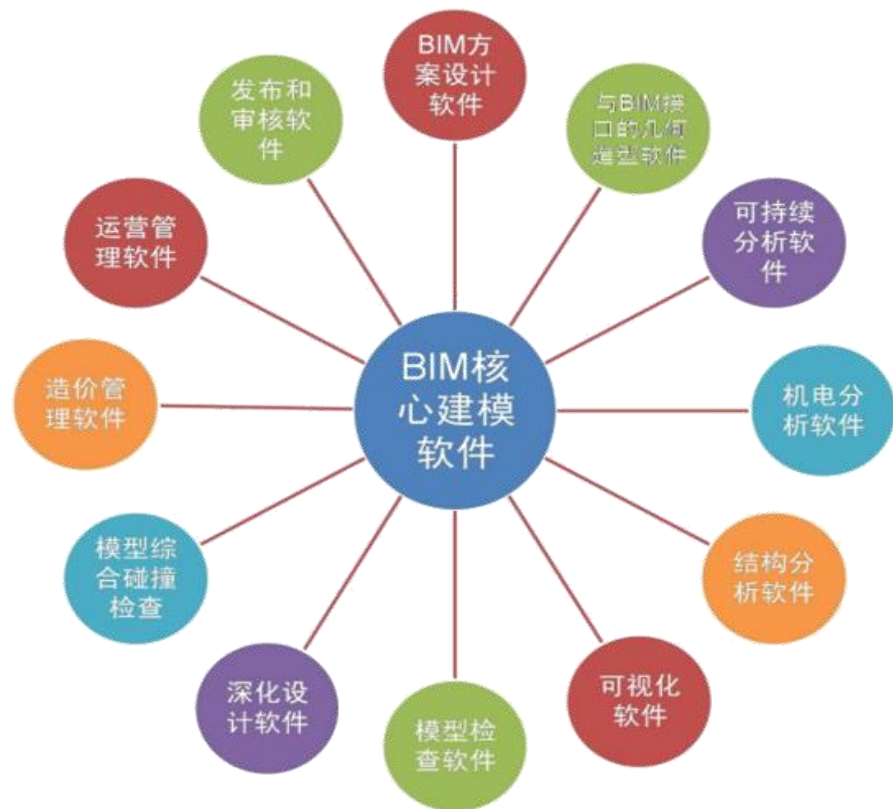 BIM方
案设计
软件
与BIM接
口的几何
造型软件
可持续
分析软
件
机电分
析软件
结构分
析软件
可视化
软件
模型检
查软件
深化设
计软件
模型综
合碰撞
检查
造价管
理软件
运营管
理软件
发布和
审核软
件
BIM核
心建模
软件